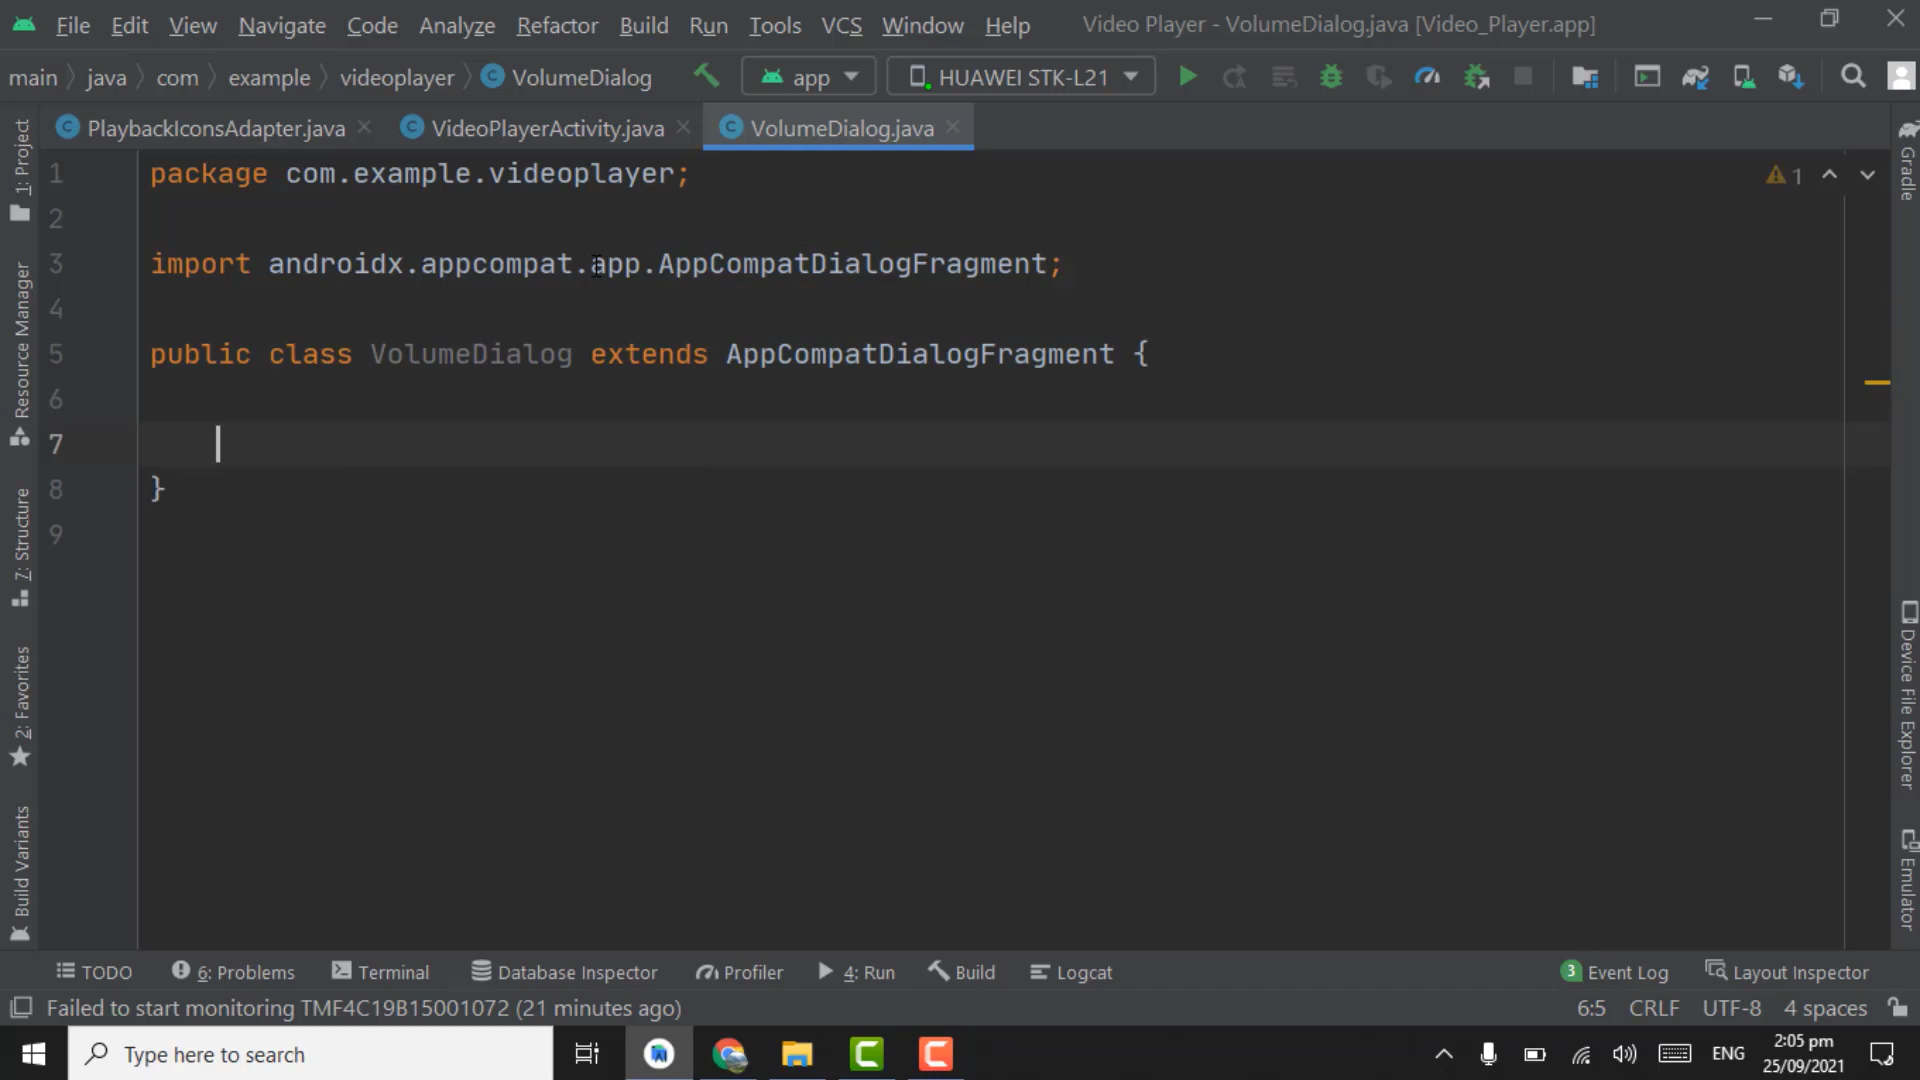 File Edit View Navigate Code Analyze Refactor Build Run Tools VCS Window Help Video Player - VolumeDialog.java [Video_Player.app]
main java com example videoplayer VolumeDialog app HUAWEI STK-L21
PlaybackIconsAdapter.java VideoPlayerActivity.java VolumeDialog.java
1 package com.example.videoplayer;
1
2
3 import androidx.appcompat.app.AppCompatDialogFragment;
4
5 public class VolumeDialog extends AppCompatDialogFragment {
6
7
8 }
9
1: Project
Resource Manager
7: Structure
2: Favorites
Build Variants
Gradle
Device File Explorer
Emulator
TODO 6: Problems Terminal Database Inspector Profiler 4: Run Build Logcat 3 Event Log Layout Inspector
Failed to start monitoring TMF4C19B15001072 (21 minutes ago) 6:5 CRLF UTF-8 4 spaces
Type here to search ENG 2:05 pm
25/09/2021